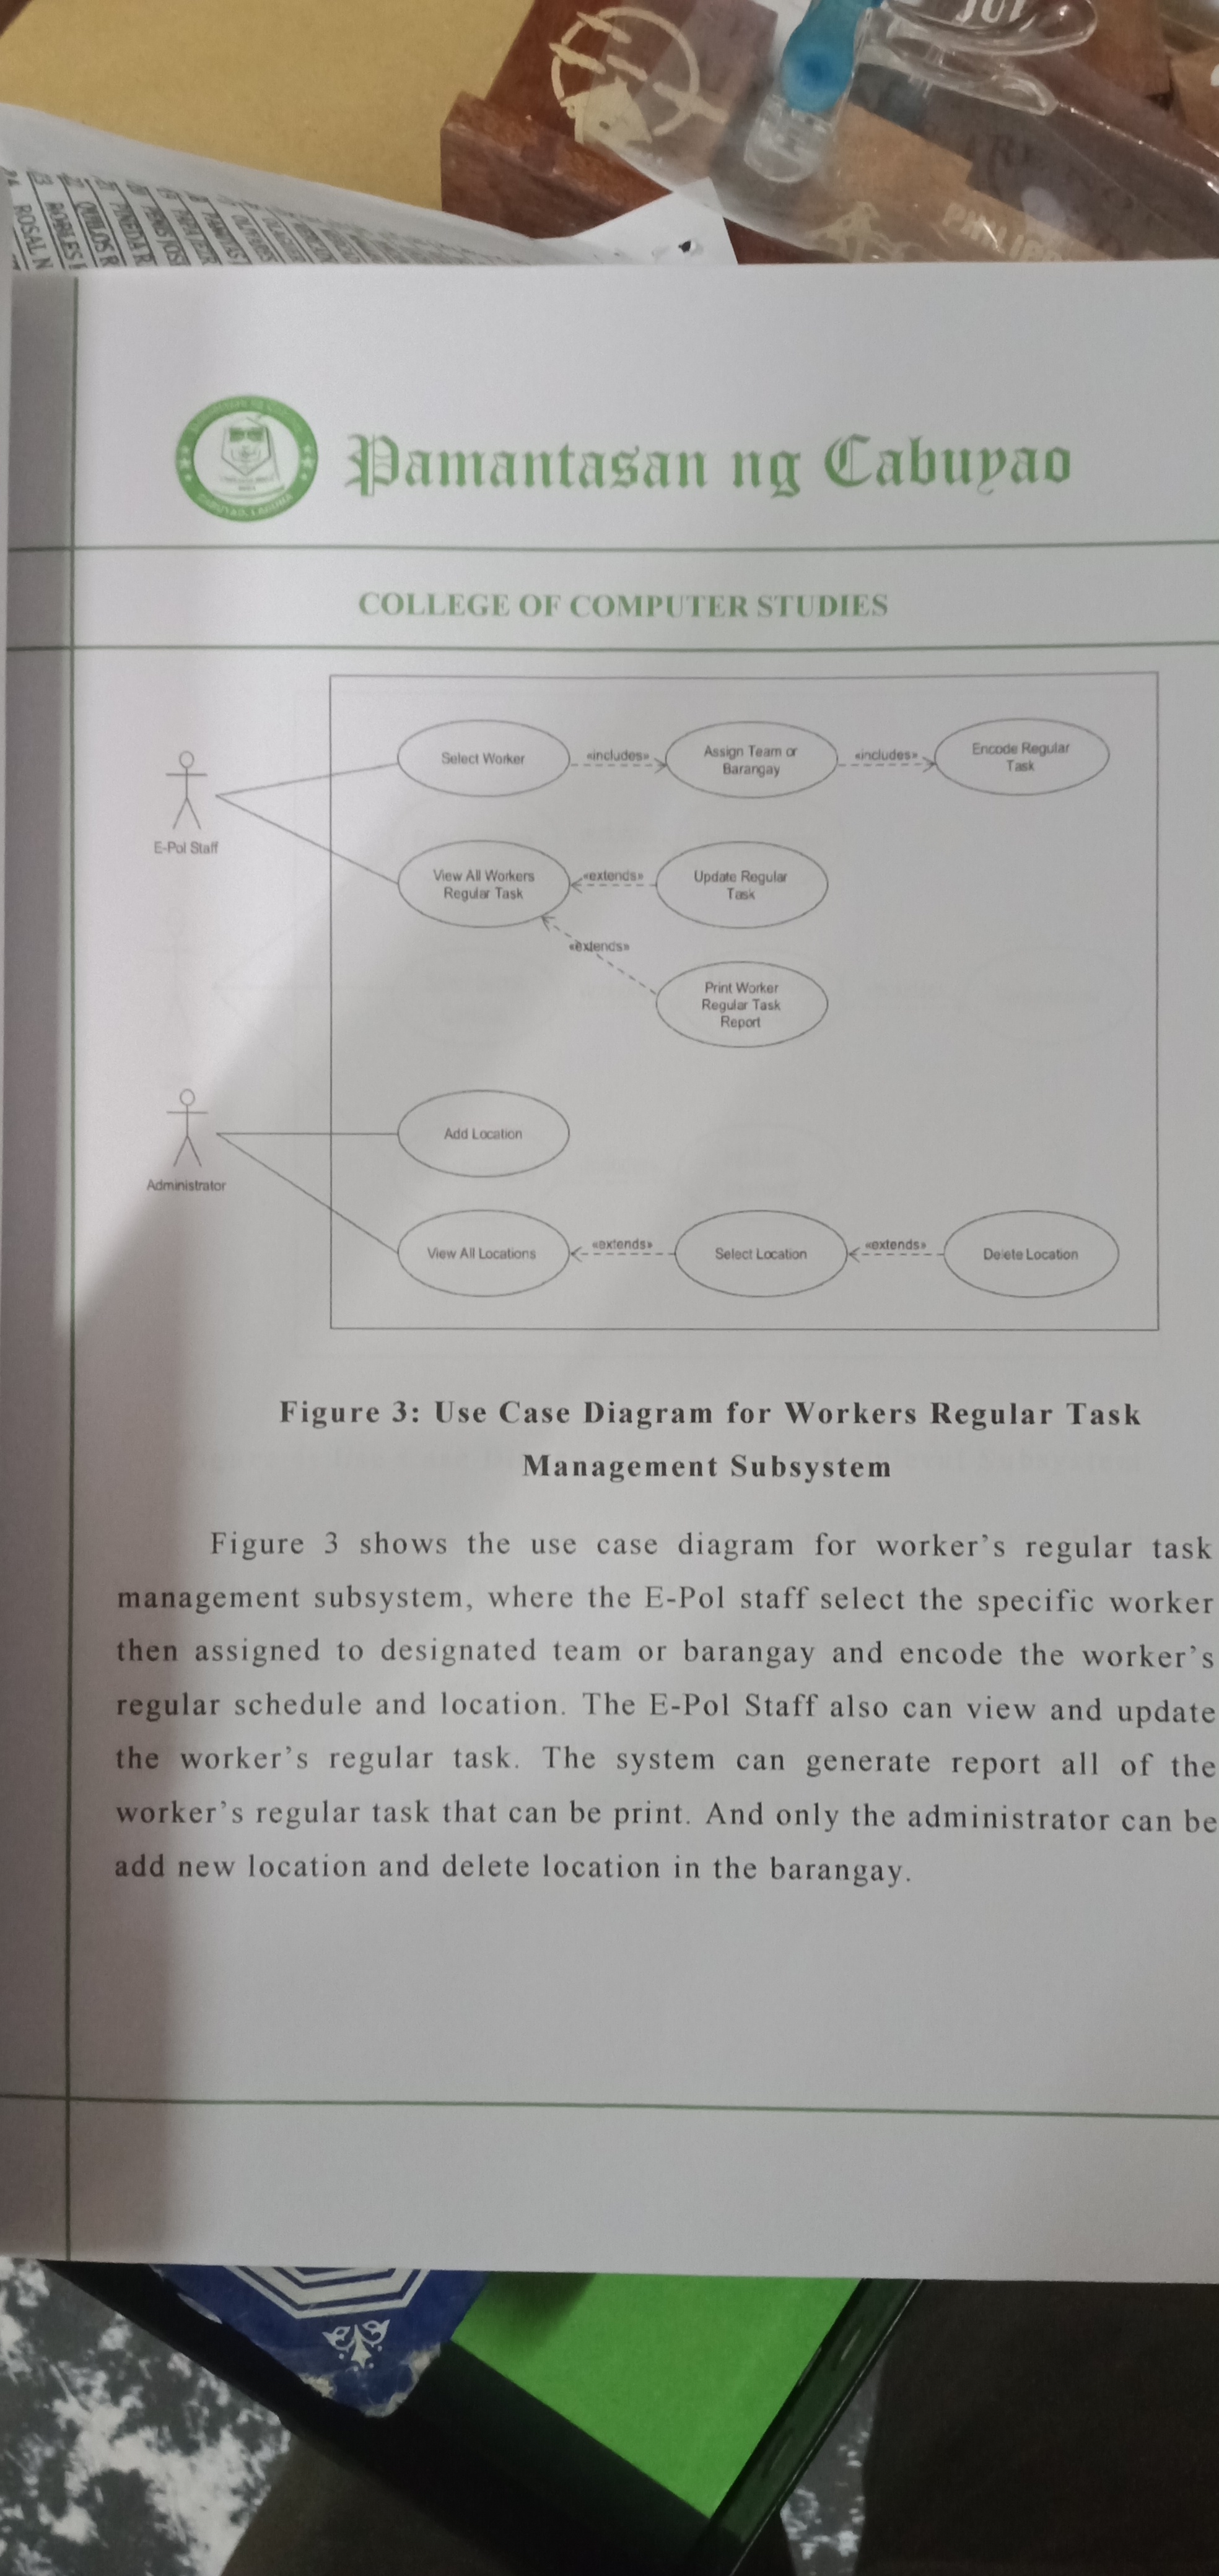 ROSAL N
ROBLES
QUILOS R
PINEDA R
PHILIPP
CABUYAO, LAGUNA
Pamantasan ng Cabuyao
COLLEGE OF COMPUTER STUDIES
Select Worker
«includes»
Assign Team or
Barangay
«includes»
Encode Regular
Task
E-Pol Staff
View All Workers
Regular Task
«extends»
Update Regular
Task
«extends»
Print Worker
Regular Task
Report
Add Location
Administrator
View All Locations
«extends»
Select Location
«extends»
Delete Location
Figure 3: Use Case Diagram for Workers Regular Task
Management Subsystem
Figure 3 shows the use case diagram for worker's regular task
management subsystem, where the E-Pol staff select the specific worker
then assigned to designated team or barangay and encode the worker's
regular schedule and location. The E-Pol Staff also can view and update
the worker's regular task. The system can generate report all of the
worker's regular task that can be print. And only the administrator can be
add new location and delete location in the barangay.